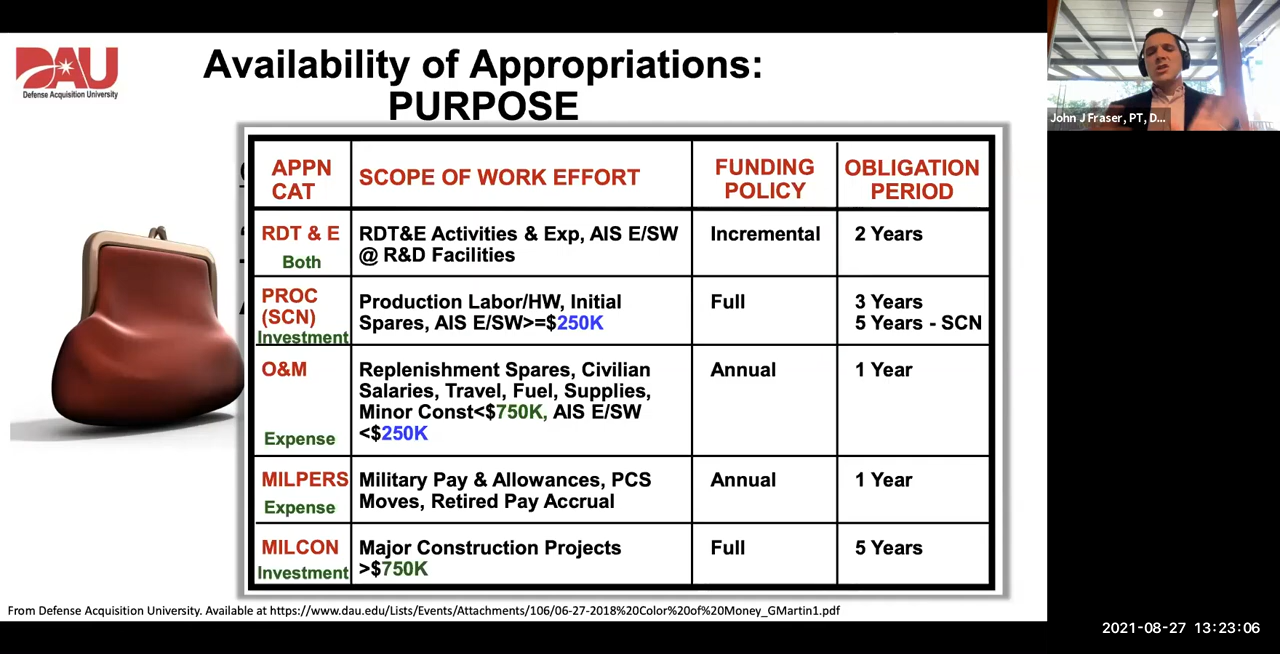 DAU
Defense Acquisition University
Availability of Appropriations:
PURPOSE
John J Fraser, PT, D...
APPN CAT
SCOPE OF WORK EFFORT
FUNDING POLICY
OBLIGATION PERIOD
RDT & E
Both
RDT&E Activities & Exp, AIS E/SW
@ R&D Facilities
Incremental
2 Years
PROC
(SCN)
Investment
Production Labor/HW, Initial
Spares, AIS E/SW>=$250K
Full
3 Years
5 Years - SCN
O&M
Expense
Replenishment Spares, Civilian
Salaries, Travel, Fuel, Supplies,
Minor Const<$750K, AIS E/SW
<$250K
Annual
1 Year
MILPERS
Expense
Military Pay & Allowances, PCS
Moves, Retired Pay Accrual
Annual
1 Year
MILCON
Investment
Major Construction Projects
>$750K
Full
5 Years
From Defense Acquisition University. Available at https://www.dau.edu/Lists/Events/Attachments/106/06-27-2018%20Color%20of%20Money_GMartin1.pdf
2021-08-27 13:23:06